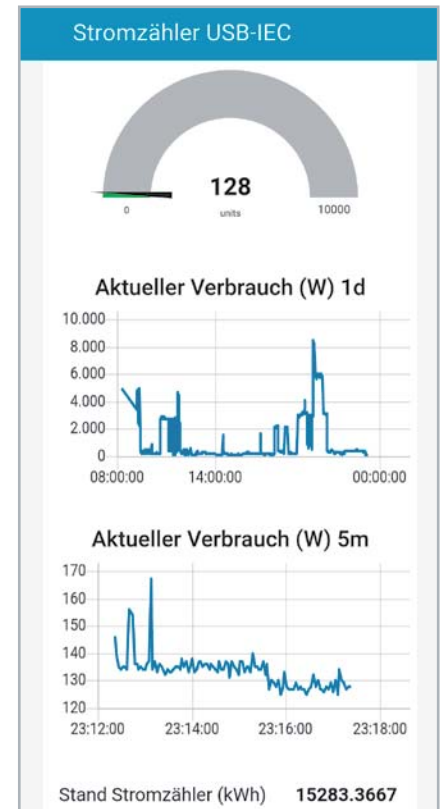 Stromzähler USB-IEC
128
0 units 10000
Aktueller Verbrauch (W) 1d
10.000
8.000
6.000
4.000
2.000
0
08:00:00 14:00:00 00:00:00
Aktueller Verbrauch (W) 5m
170
160
150
140
130
120
23:12:00 23:14:00 23:16:00 23:18:00
Stand Stromzähler (kWh) 15283.3667